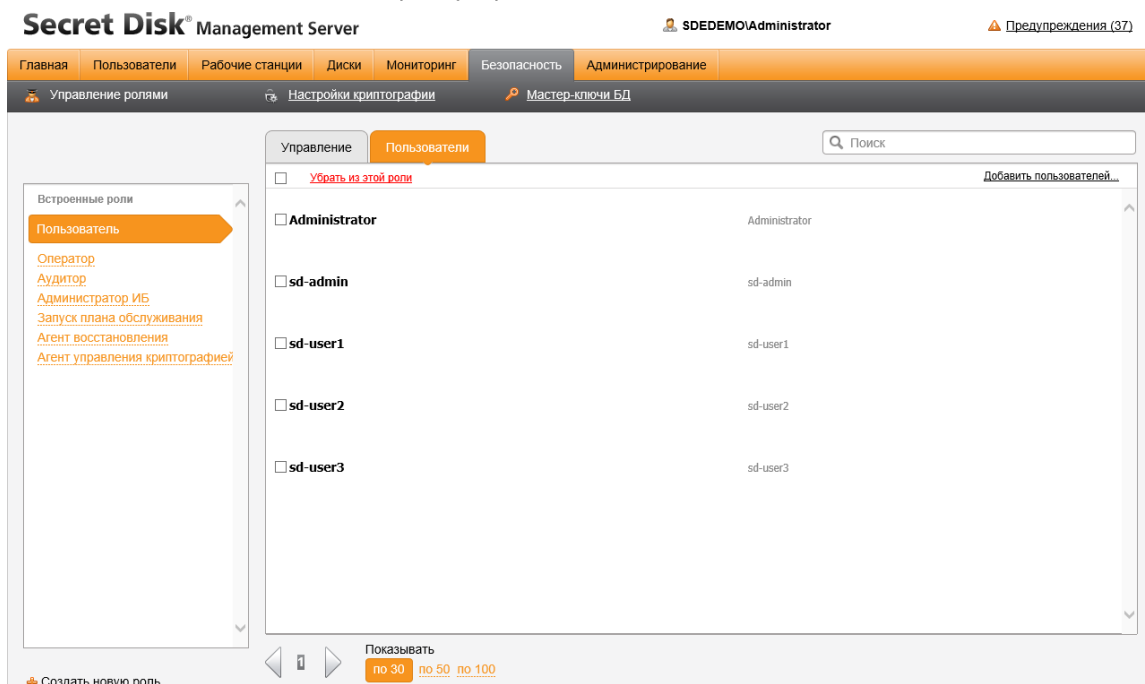 Secret Disk® Management Server
SDEDEMO\Administrator
Предупреждения (37)
Главная Пользователи Рабочие станции Диски Мониторинг Безопасность Администрирование
Управление ролями Настройки криптографии Мастер-ключи БД
Управление Пользователи
Поиск
Убрать из этой роли
Добавить пользователей...
Встроенные роли
Пользователь
Оператор
Аудитор
Администратор ИБ
Запуск плана обслуживания
Агент восстановления
Агент управления криптографией
Administrator Administrator
sd-admin sd-admin
sd-user1 sd-user1
sd-user2 sd-user2
sd-user3 sd-user3
1
Показывать
по 30 по 50 по 100
Создать новую роль